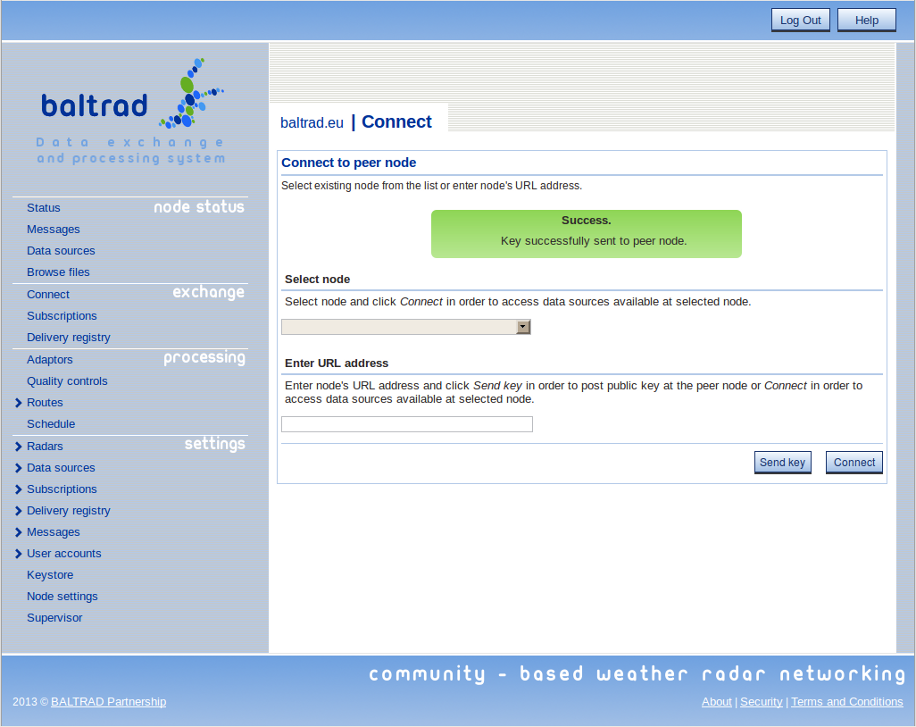 Log Out Help
baltrad
Data exchange
and processing system
baltrad.eu | Connect
node status
Status
Messages
Data sources
Browse files
exchange
Connect
Subscriptions
Delivery registry
processing
Adaptors
Quality controls
Routes
Schedule
settings
Radars
Data sources
Subscriptions
Delivery registry
Messages
User accounts
Keystore
Node settings
Supervisor
Connect to peer node
Select existing node from the list or enter node's URL address.
Success.
Key successfully sent to peer node.
Select node
Select node and click Connect in order to access data sources available at selected node.
Enter URL address
Enter node's URL address and click Send key in order to post public key at the peer node or Connect in order to
access data sources available at selected node.
Send key Connect
community - based weather radar networking
2013 © BALTRAD Partnership
About | Security | Terms and Conditions